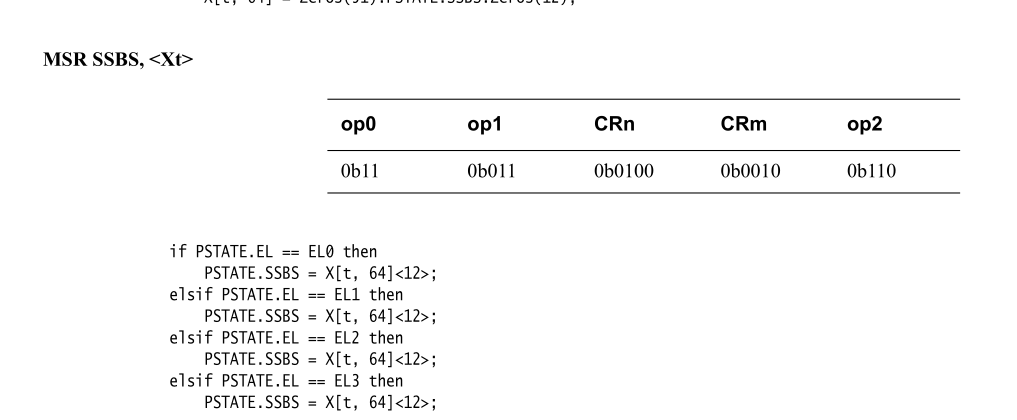 X[t, 64] = Zeros(51):PSTATE.SSBS:Zeros(12);
MSR SSBS, <Xt>
op0 op1 CRn CRm op2
0b11 0b011 0b0100 0b0010 0b110
if PSTATE.EL == EL0 then
PSTATE.SSBS = X[t, 64]<12>;
elsif PSTATE.EL == EL1 then
PSTATE.SSBS = X[t, 64]<12>;
elsif PSTATE.EL == EL2 then
PSTATE.SSBS = X[t, 64]<12>;
elsif PSTATE.EL == EL3 then
PSTATE.SSBS = X[t, 64]<12>;